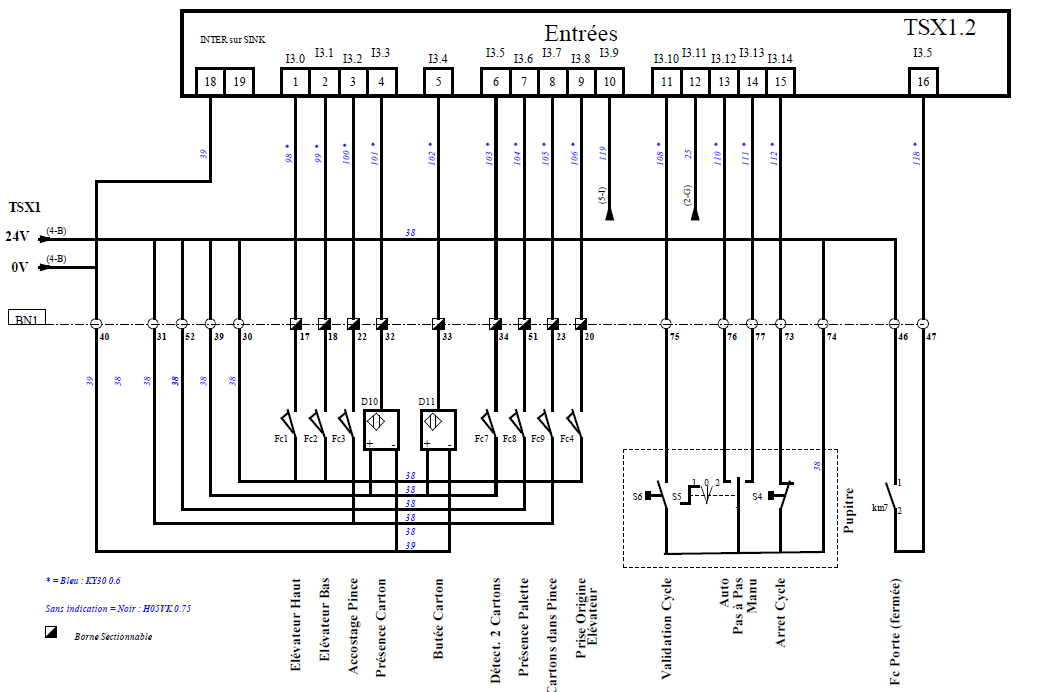 Entrées
TSX1.2
INTER sur SINK
I3.0 I3.1 I3.2 I3.3 I3.4 I3.5 I3.6 I3.7 I3.8 I3.9 I3.10 I3.11 I3.12 I3.13 I3.14 I3.5
18 19 1 2 3 4 5 6 7 8 9 10 11 12 13 14 15 16
39 98 * 99 * 100 * 101 * 102 * 103 * 104 * 105 * 106 * 119 108 * 25 110 * 111 * 112 * 118 *
(5-I) (2-G)
TSX1
24V (4-B) 38
0V (4-B)
BN1
40 31 52 39 30 17 18 22 32 33 34 51 23 20 75 76 77 73 74 46 47
39 38 38 38 38 38
D10 D11
Fc1 Fc2 Fc3 + - + - Fc7 Fc8 Fc9 Fc4
38
S6 S5 1 0 2 S4
km7 1 2
Pupitre
38
38
38
38
38
39
* = Bleu : KY30 0.6
Sans indication = Noir : H05VK 0.75
Borne Sectionnable
Elévateur Haut
Elévateur Bas
Accostage Pince
Présence Carton
Butée Carton
Détect. 2 Cartons
Présence Palette
Cartons dans Pince
Prise Origine
Elévateur
Validation Cycle
Auto
Pas à Pas
Manu
Arret Cycle
Fc Porte (fermée)